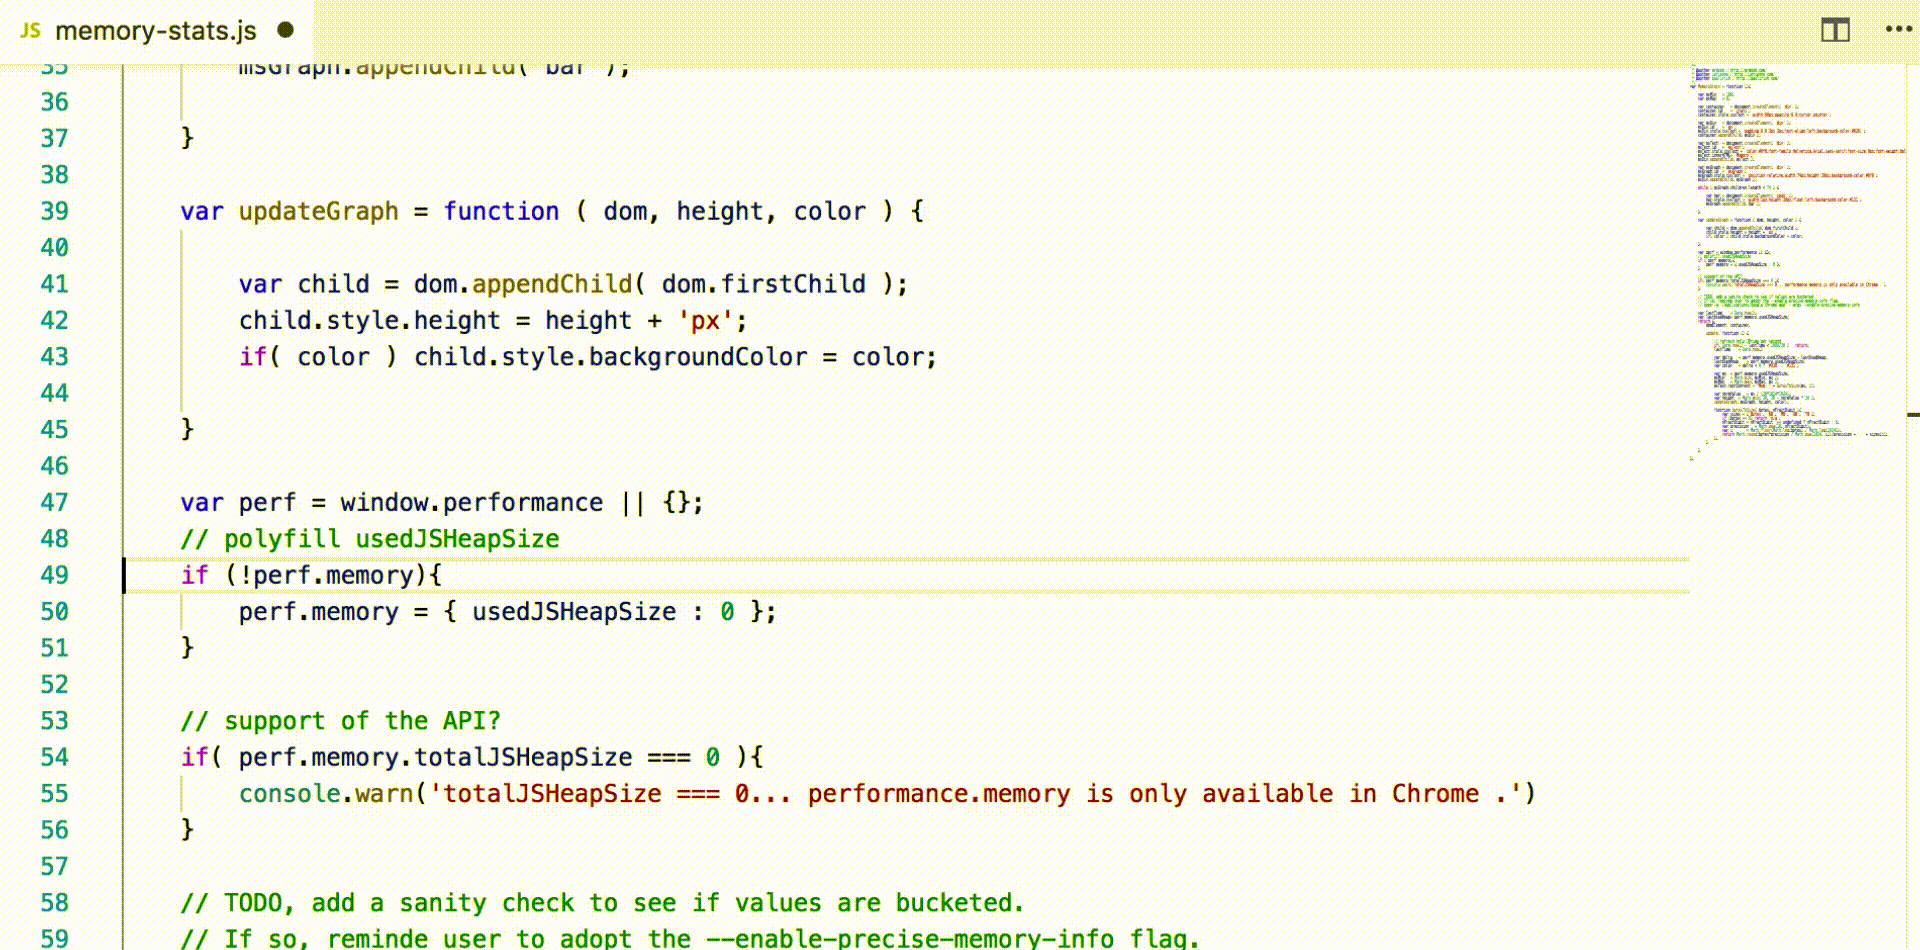 JS memory-stats.js
35 msGraph.appendChild( bar );
36
37 }
38
39 var updateGraph = function ( dom, height, color ) {
40
41 var child = dom.appendChild( dom.firstChild );
42 child.style.height = height + 'px';
43 if( color ) child.style.backgroundColor = color;
44
45 }
46
47 var perf = window.performance || {};
48 // polyfill usedJSHeapSize
49 if (!perf.memory){
50 perf.memory = { usedJSHeapSize : 0 };
51 }
52
53 // support of the API?
54 if( perf.memory.totalJSHeapSize === 0 ){
55 console.warn('totalJSHeapSize === 0... performance.memory is only available in Chrome .')
56 }
57
58 // TODO, add a sanity check to see if values are bucketed.
59 // If so, reminde user to adopt the --enable-precise-memory-info flag.